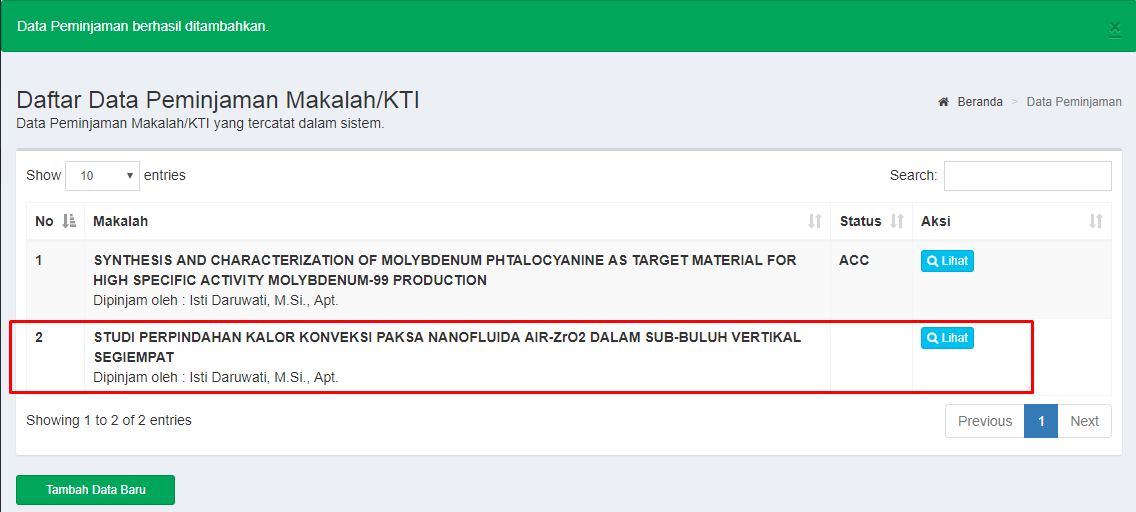 Data Peminjaman berhasil ditambahkan.
×
Daftar Data Peminjaman Makalah/KTI
Data Peminjaman Makalah/KTI yang tercatat dalam sistem.
Beranda > Data Peminjaman
Show 10 entries
Search:
No Makalah Status Aksi
1 SYNTHESIS AND CHARACTERIZATION OF MOLYBDENUM PHTALOCYANINE AS TARGET MATERIAL FOR ACC Lihat
HIGH SPECIFIC ACTIVITY MOLYBDENUM-99 PRODUCTION
Dipinjam oleh : Isti Daruwati, M.Si., Apt.
2 STUDI PERPINDAHAN KALOR KONVEKSI PAKSA NANOFLUIDA AIR-ZrO2 DALAM SUB-BULUH VERTIKAL Lihat
SEGIEMPAT
Dipinjam oleh : Isti Daruwati, M.Si., Apt.
Showing 1 to 2 of 2 entries
Previous 1 Next
Tambah Data Baru